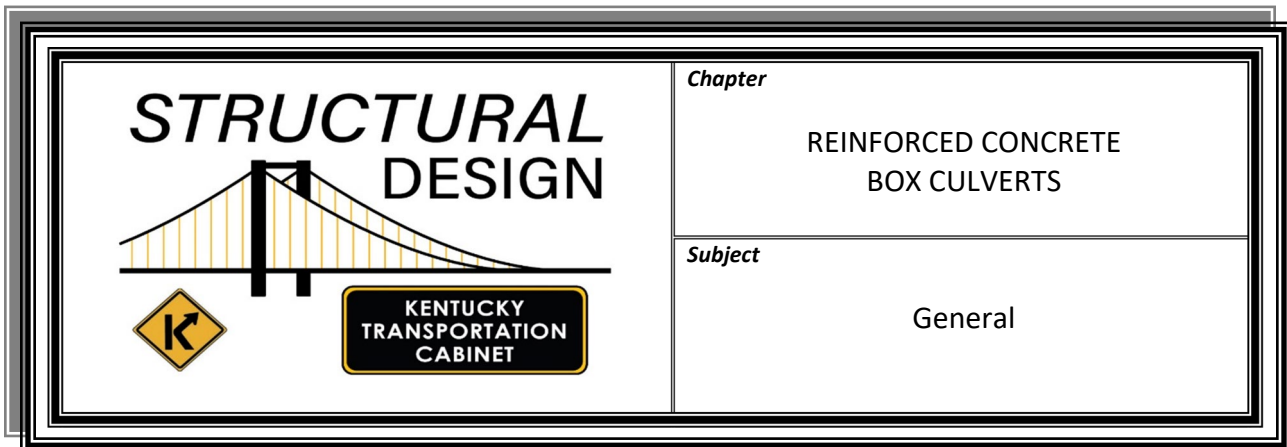 STRUCTURAL
DESIGN
KENTUCKY
TRANSPORTATION
CABINET
Chapter
REINFORCED CONCRETE
BOX CULVERTS
Subject
General